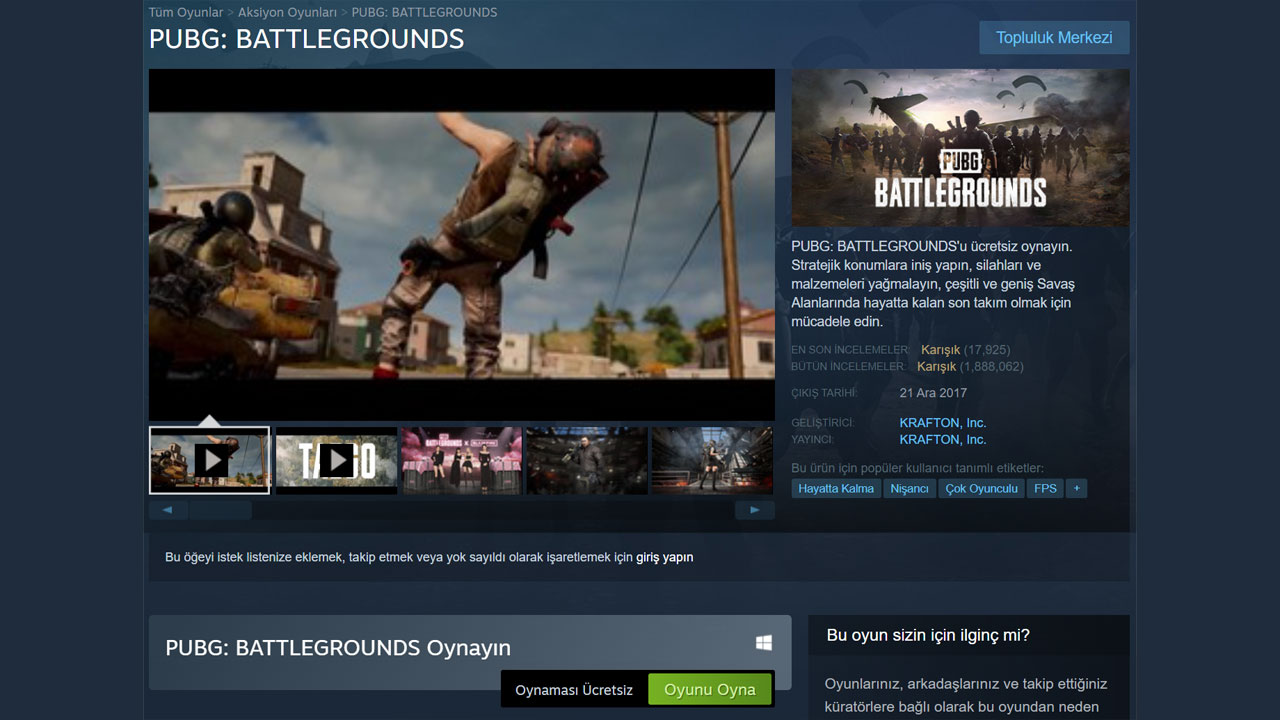 Tüm Oyunlar > Aksiyon Oyunları > PUBG: BATTLEGROUNDS
PUBG: BATTLEGROUNDS
Topluluk Merkezi
PUBG
BATTLEGROUNDS
PUBG: BATTLEGROUNDS'u ücretsiz oynayın.
Stratejik konumlara iniş yapın, silahları ve
malzemeleri yağmalayın, çeşitli ve geniş Savaş
Alanlarında hayatta kalan son takım olmak için
mücadele edin.
EN SON İNCELEMELER: Karışık (17,925)
BÜTÜN İNCELEMELER: Karışık (1,888,062)
ÇIKIŞ TARİHİ: 21 Ara 2017
GELİŞTİRİCİ: KRAFTON, Inc.
YAYINCI: KRAFTON, Inc.
Bu ürün için popüler kullanıcı tanımlı etiketler:
Hayatta Kalma Nişancı Çok Oyunculu FPS +
Bu öğeyi istek listenize eklemek, takip etmek veya yok sayıldı olarak işaretlemek için giriş yapın
PUBG: BATTLEGROUNDS Oynayın
Oynaması Ücretsiz Oyunu Oyna
Bu oyun sizin için ilginç mi?
Oyunlarınız, arkadaşlarınız ve takip ettiğiniz
küratörlere bağlı olarak bu oyundan neden